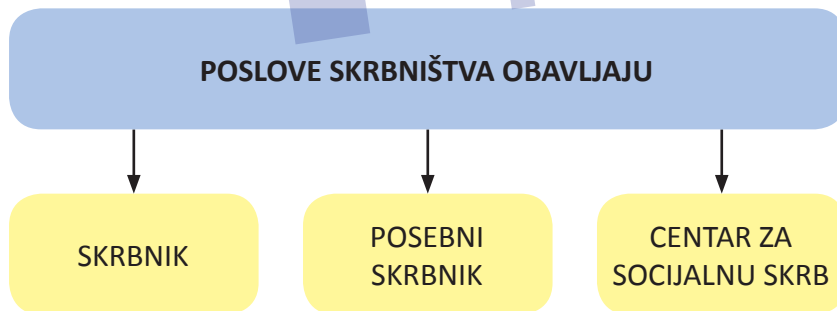 POSLOVE SKRBNIŠTVA OBAVLJAJU
SKRBNIK
POSEBNI
SKRBNIK
CENTAR ZA
SOCIJALNU SKRB